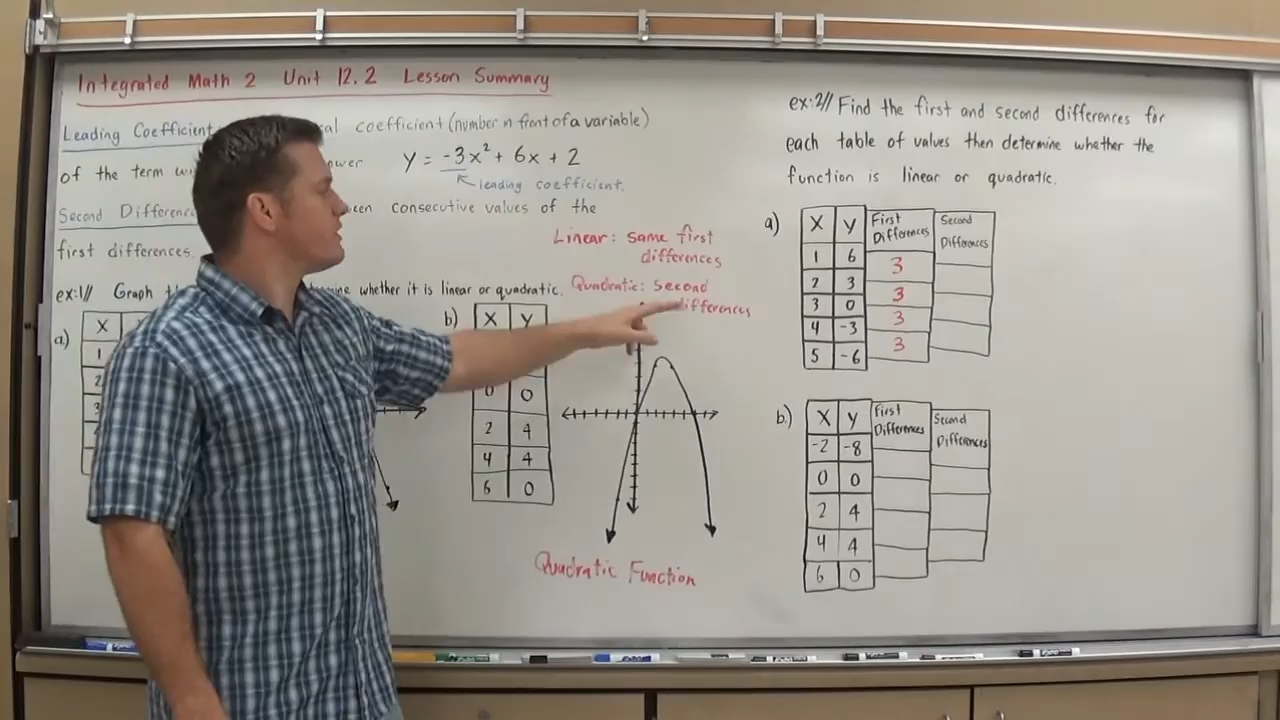 Integrated Math 2 Unit 12.2 Lesson Summary
Leading Coefficient coefficient (number in front of a variable)
of the term y = -3x² + 6x + 2
leading coefficient.
Second consecutive values of the
first differences.
Linear: same first
differences
ex:1// Graph whether it is linear or quadratic.
Quadratic: second
differences
a.)
X
1
2
3
b)
X Y
0 0
2 4
4 4
6 0
Quadratic Function
ex:2// Find the first and second differences for
each table of values then determine whether the
function is linear or quadratic.
a)
X Y First Differences Second Differences
1 6
3
2 3
3
3 0
3
4 -3
3
5 -6
b.)
X Y First Differences Second Differences
-2 -8
0 0
2 4
4 4
6 0